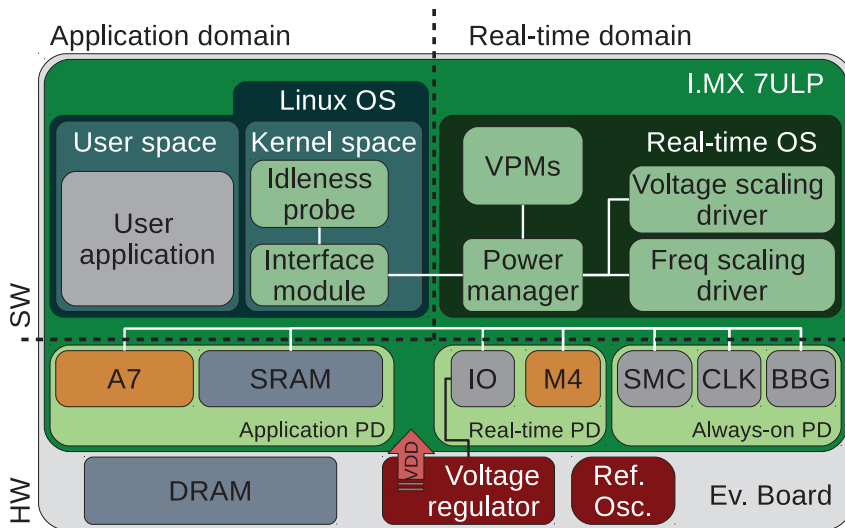 Application domain
Real-time domain
I.MX 7ULP
Linux OS
User space
Kernel space
Real-time OS
User
application
Idleness
probe
Interface
module
VPMs
Power
manager
Voltage scaling
driver
Freq scaling
driver
SW
A7
SRAM
IO
M4
SMC
CLK
BBG
Application PD
Real-time PD
Always-on PD
HW
DRAM
VDD
Voltage
regulator
Ref.
Osc.
Ev. Board